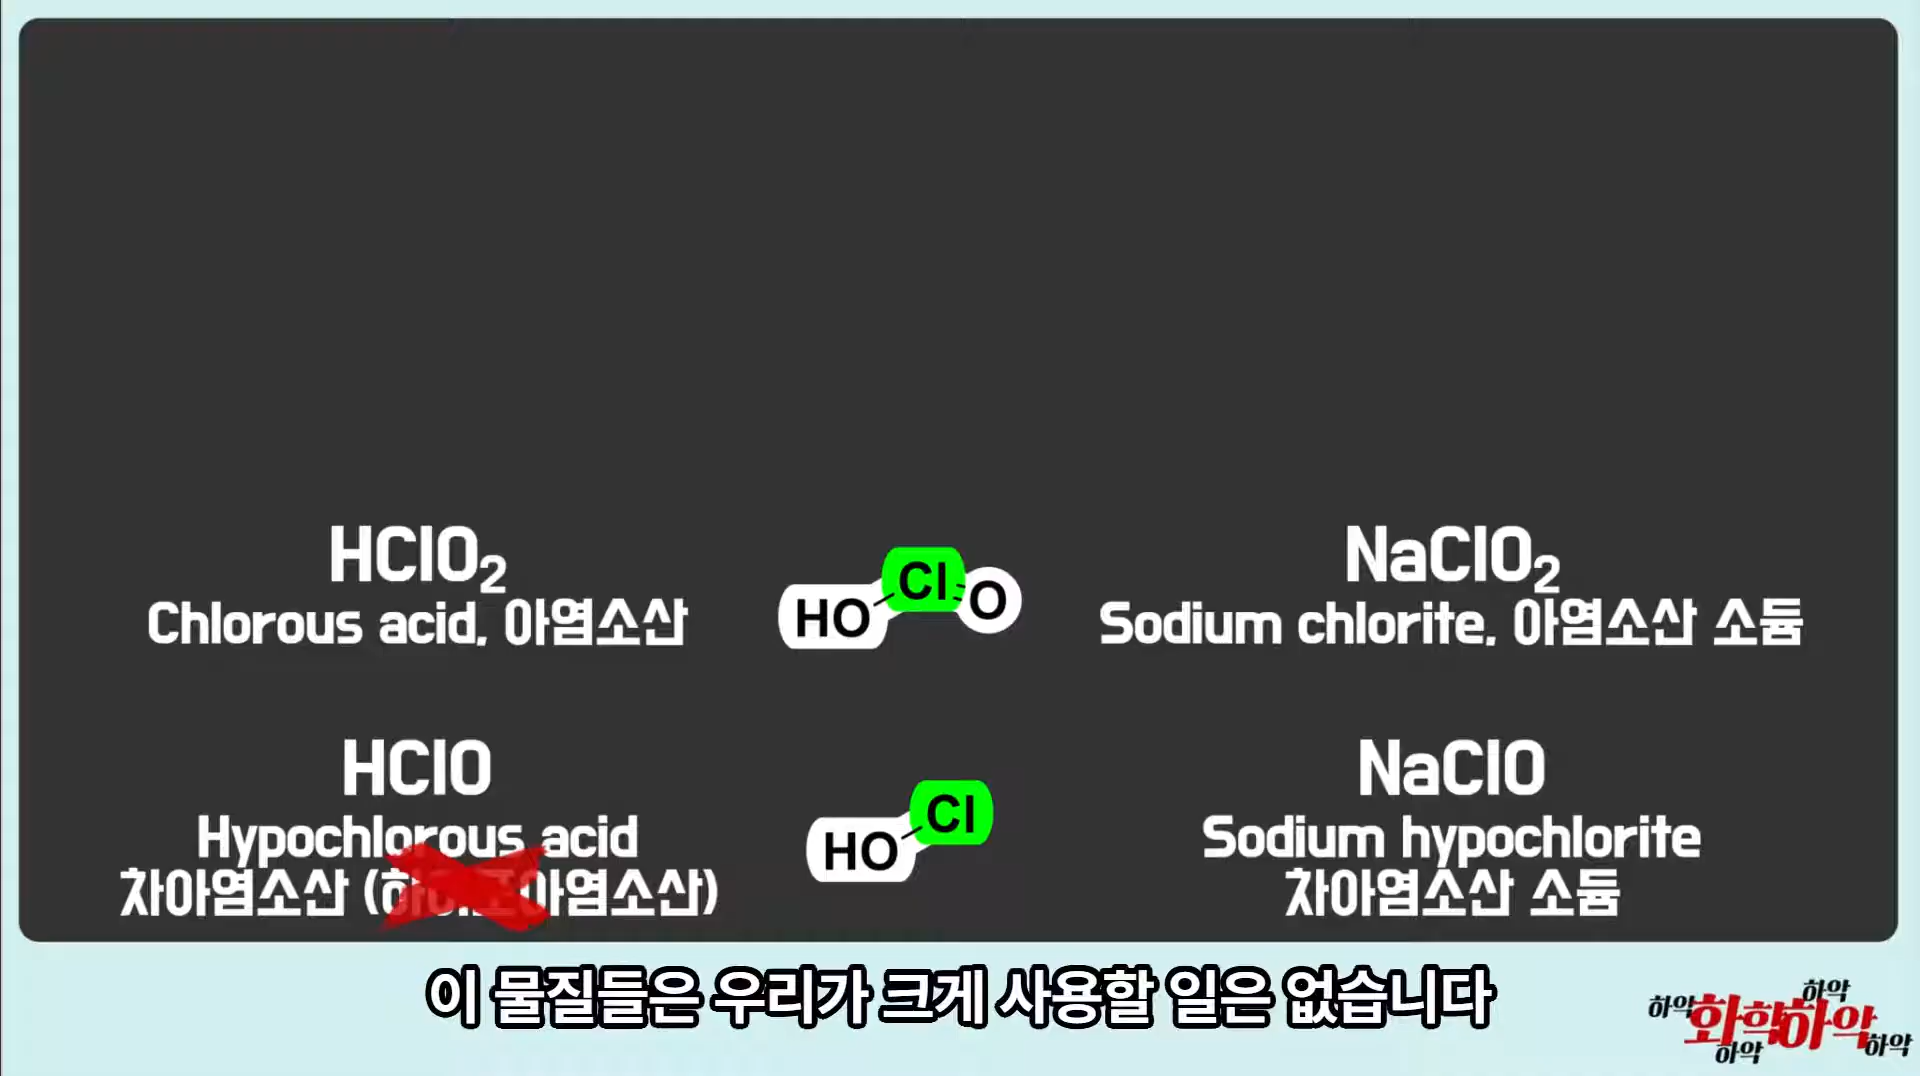 HClO₂
Chlorous acid, 아염소산
HO Cl O
NaClO₂
Sodium chlorite, 아염소산 소듐
HClO
Hypochlorous acid
차아염소산 (하이포아염소산)
HO Cl
NaClO
Sodium hypochlorite
차아염소산 소듐
이 물질들은 우리가 크게 사용할 일은 없습니다
하악 화학하악 하악
하악 하악